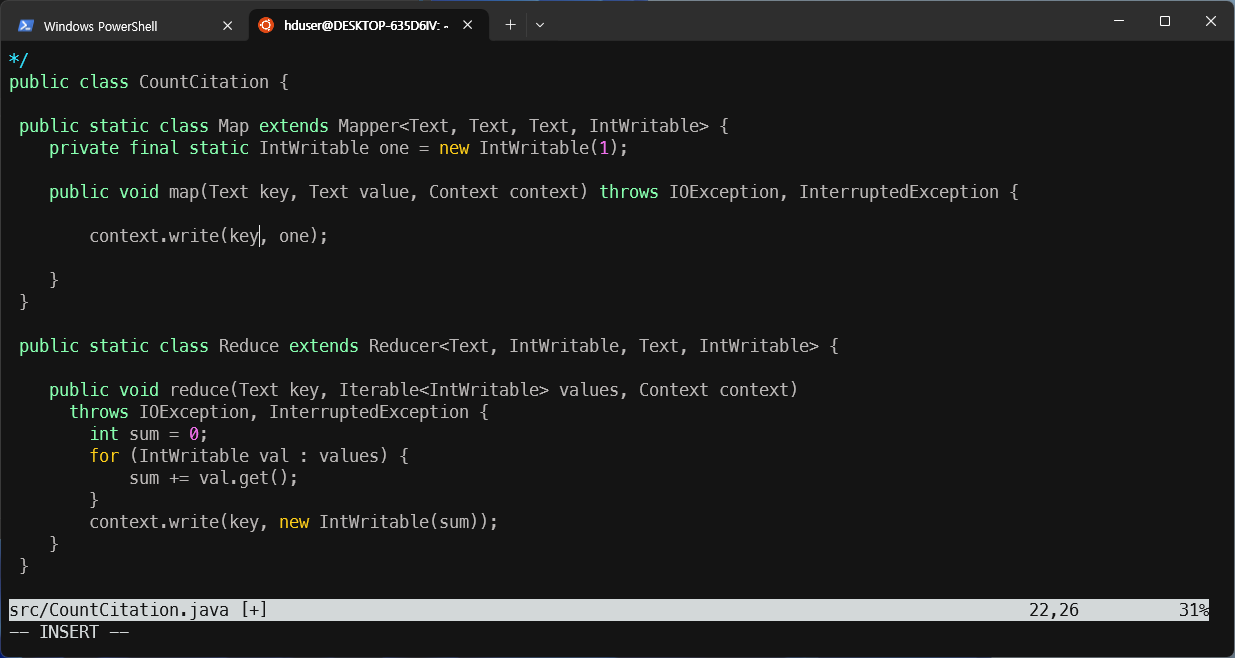 Windows PowerShell
hduser@DESKTOP-635D6IV: ~
*/
public class CountCitation {
public static class Map extends Mapper<Text, Text, Text, IntWritable> {
private final static IntWritable one = new IntWritable(1);
public void map(Text key, Text value, Context context) throws IOException, InterruptedException {
context.write(key, one);
}
}
public static class Reduce extends Reducer<Text, IntWritable, Text, IntWritable> {
public void reduce(Text key, Iterable<IntWritable> values, Context context)
throws IOException, InterruptedException {
int sum = 0;
for (IntWritable val : values) {
sum += val.get();
}
context.write(key, new IntWritable(sum));
}
}
src/CountCitation.java [+] 22,26 31%
-- INSERT --